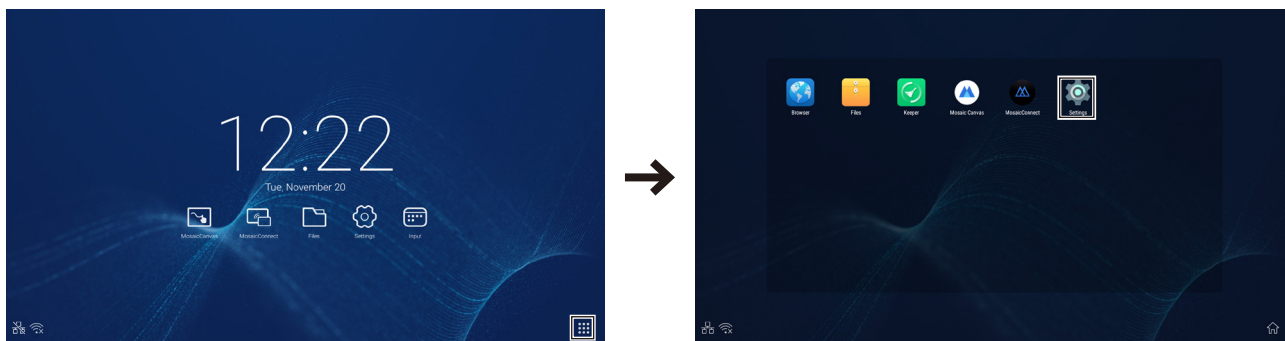 12:22
Tue, November 20
MosaicCanvas MosaicConnect Files Settings Input
Browser Files Keeper Mosaic Canvas MosaicConnect Settings